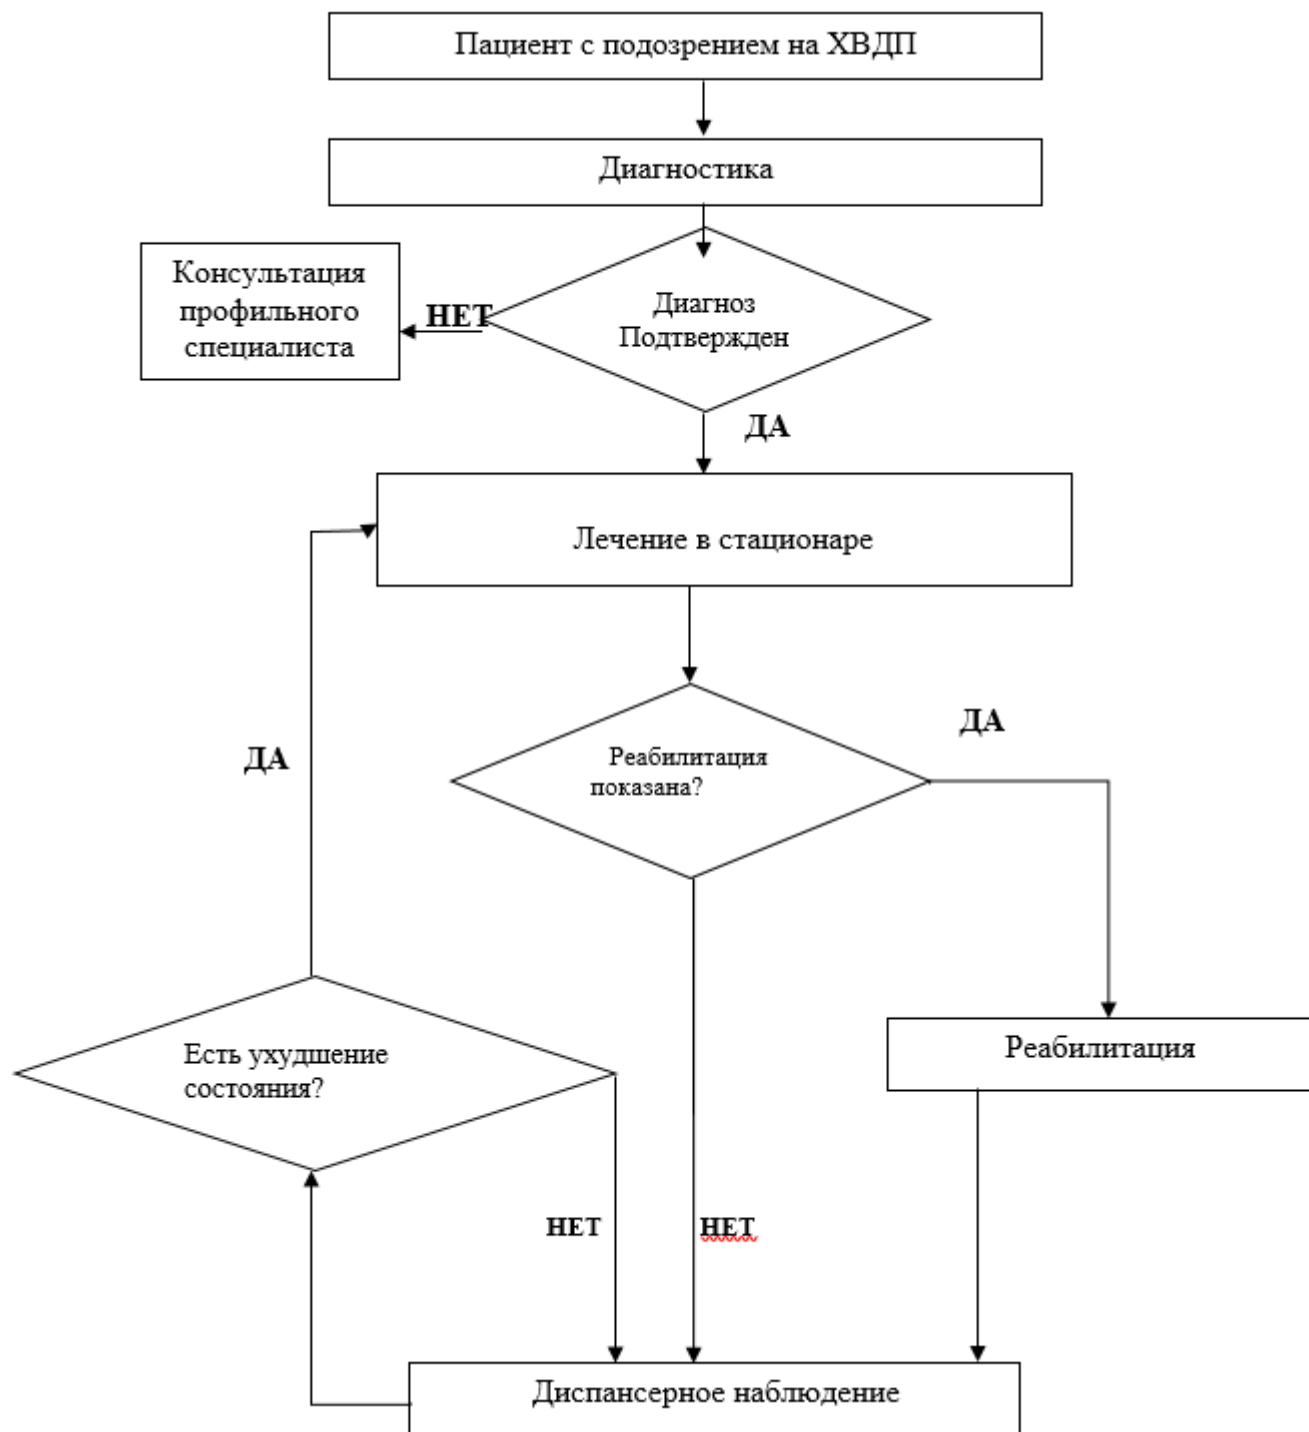 Пациент с подозрением на ХВДП
Диагностика
Консультация
профильного
специалиста
НЕТ
Диагноз
Подтвержден
ДА
Лечение в стационаре
ДА
Реабилитация
показана?
ДА
Есть ухудшение
состояния?
Реабилитация
НЕТ
НЕТ
Диспансерное наблюдение